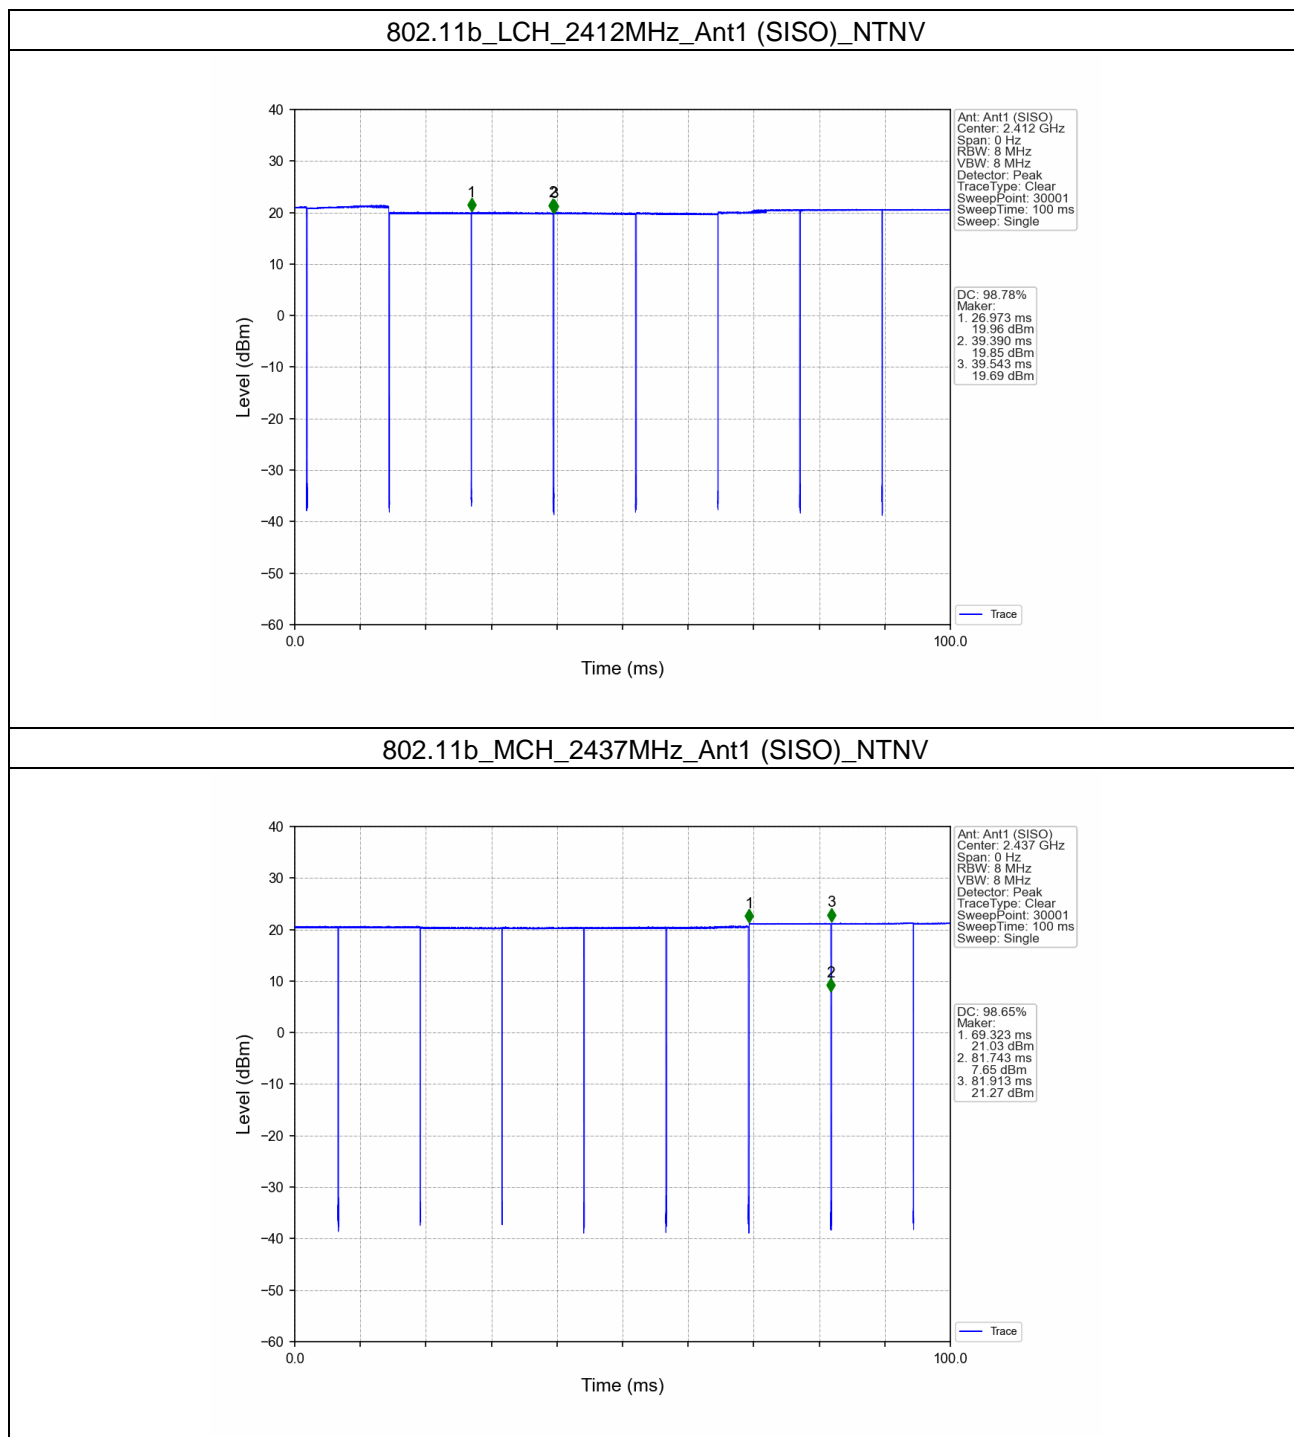 802.11b_LCH_2412MHz_Ant1 (SISO)_NTNV
40
30
20
10
0
−10
−20
−30
−40
−50
−60
Level (dBm)
1
2
3
0.0
100.0
Time (ms)
Ant: Ant1 (SISO)
Center: 2.412 GHz
Span: 0 Hz
RBW: 8 MHz
VBW: 8 MHz
Detector: Peak
TraceType: Clear
SweepPoint: 30001
SweepTime: 100 ms
Sweep: Single
DC: 98.78%
Maker:
1. 26.973 ms
19.96 dBm
2. 39.390 ms
19.85 dBm
3. 39.543 ms
19.69 dBm
Trace
802.11b_MCH_2437MHz_Ant1 (SISO)_NTNV
40
30
20
10
0
−10
−20
−30
−40
−50
−60
Level (dBm)
1
3
2
0.0
100.0
Time (ms)
Ant: Ant1 (SISO)
Center: 2.437 GHz
Span: 0 Hz
RBW: 8 MHz
VBW: 8 MHz
Detector: Peak
TraceType: Clear
SweepPoint: 30001
SweepTime: 100 ms
Sweep: Single
DC: 98.65%
Maker:
1. 69.323 ms
21.03 dBm
2. 81.743 ms
7.65 dBm
3. 81.913 ms
21.27 dBm
Trace